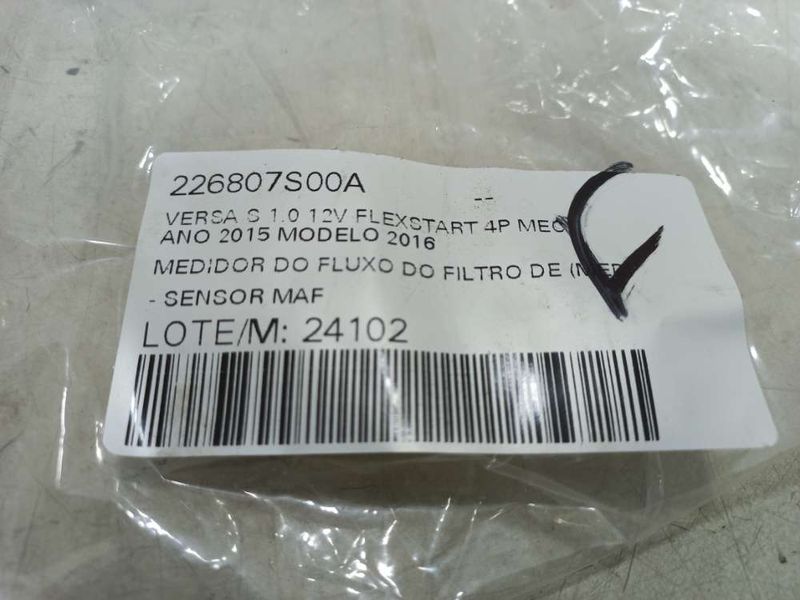 226807S00A
--
VERSA S 1.0 12V FLEXSTART 4P MEC
ANO 2015 MODELO 2016
MEDIDOR DO FLUXO DO FILTRO DE
- SENSOR MAF
LOTE/M: 24102